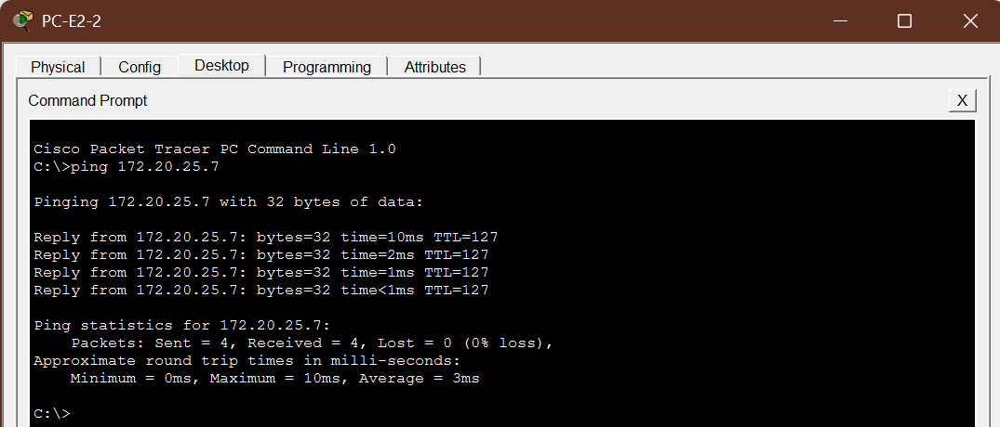 PC-E2-2
Physical Config Desktop Programming Attributes
Command Prompt X
Cisco Packet Tracer PC Command Line 1.0
C:\>ping 172.20.25.7
Pinging 172.20.25.7 with 32 bytes of data:
Reply from 172.20.25.7: bytes=32 time=10ms TTL=127
Reply from 172.20.25.7: bytes=32 time=2ms TTL=127
Reply from 172.20.25.7: bytes=32 time=1ms TTL=127
Reply from 172.20.25.7: bytes=32 time<1ms TTL=127
Ping statistics for 172.20.25.7:
Packets: Sent = 4, Received = 4, Lost = 0 (0% loss),
Approximate round trip times in milli-seconds:
Minimum = 0ms, Maximum = 10ms, Average = 3ms
C:\>